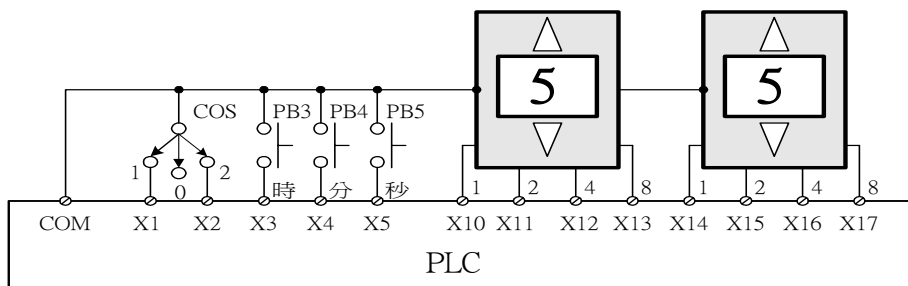 5 5
COS PB3 PB4 PB5
1 0 2 時 分 秒 1 2 4 8 1 2 4 8
COM X1 X2 X3 X4 X5 X10 X11 X12 X13 X14 X15 X16 X17
PLC